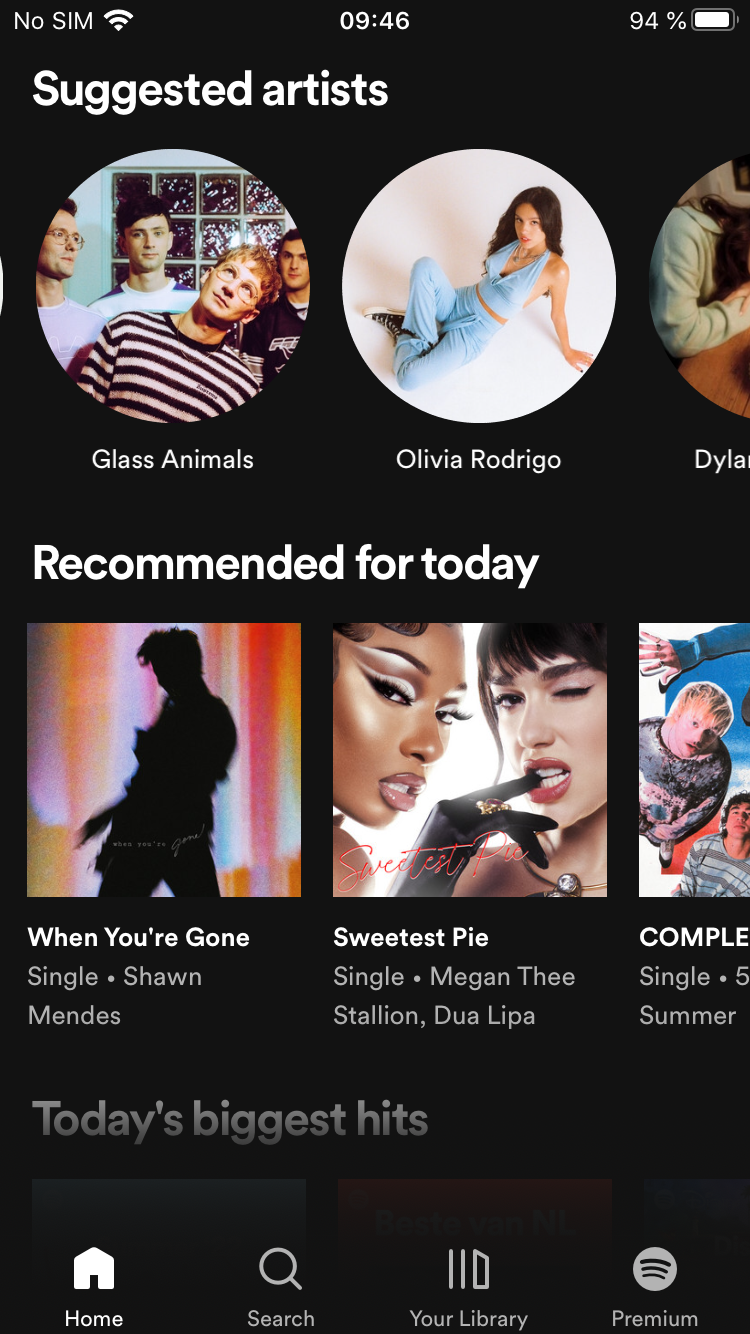 No SIM 09:46 94 %
Suggested artists
Glass Animals
Olivia Rodrigo
Dylan
Recommended for today
when you're gone
Sweetest Pie
When You're Gone
Single • Shawn
Mendes
Sweetest Pie
Single • Megan Thee
Stallion, Dua Lipa
COMPLE
Single • 5
Summer
Today's biggest hits
Beste van NL
Home
Search
Your Library
Premium